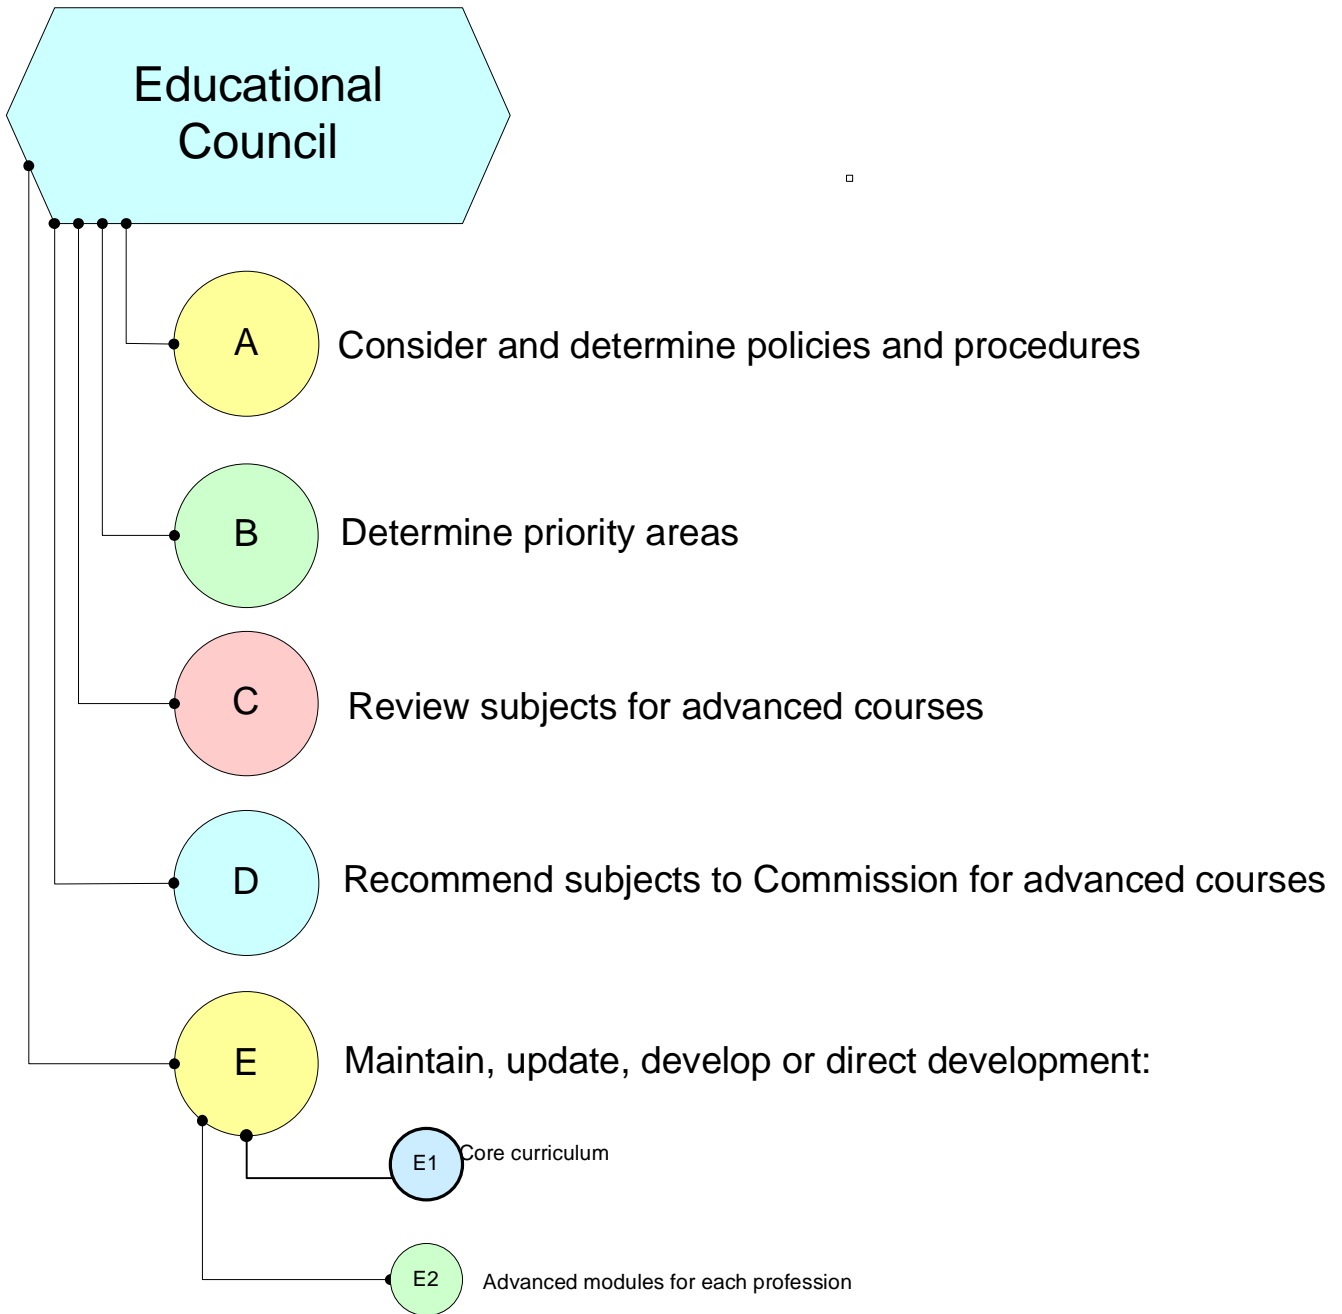 Educational
Council
A
Consider and determine policies and procedures
B
Determine priority areas
C
Review subjects for advanced courses
D
Recommend subjects to Commission for advanced courses
E
Maintain, update, develop or direct development:
E1
Core curriculum
E2
Advanced modules for each profession